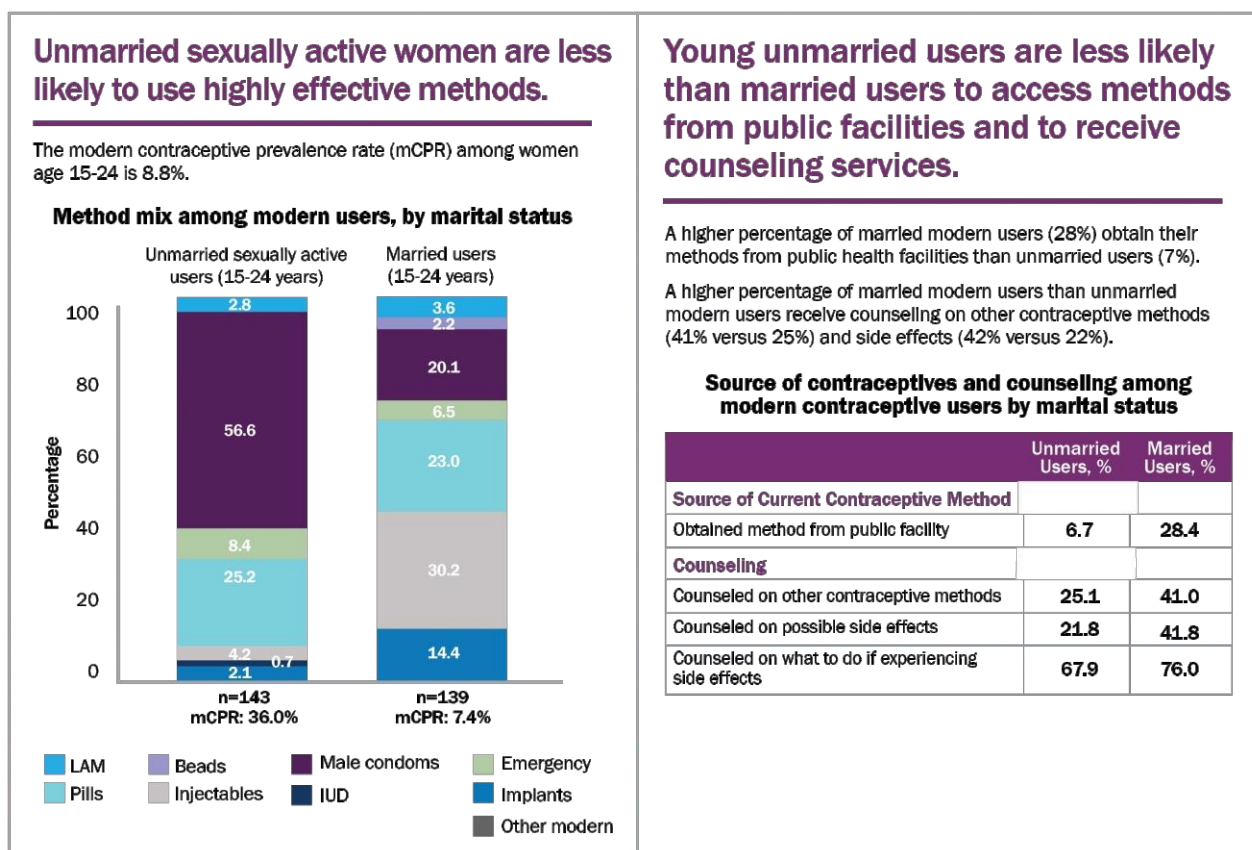 Unmarried sexually active women are less
likely to use highly effective methods.
The modern contraceptive prevalence rate (mCPR) among women
age 15-24 is 8.8%.
Method mix among modern users, by marital status
Unmarried sexually active
users (15-24 years)
Married users
(15-24 years)
Percentage
100
80
60
40
20
0
2.8
56.6
8.4
25.2
4.2
0.7
2.1
3.6
2.2
20.1
6.5
23.0
30.2
14.4
n=143
mCPR: 36.0%
n=139
mCPR: 7.4%
LAM
Beads
Male condoms
Emergency
Pills
Injectables
IUD
Implants
Other modern
Young unmarried users are less likely
than married users to access methods
from public facilities and to receive
counseling services.
A higher percentage of married modern users (28%) obtain their
methods from public health facilities than unmarried users (7%).
A higher percentage of married modern users than unmarried
modern users receive counseling on other contraceptive methods
(41% versus 25%) and side effects (42% versus 22%).
Source of contraceptives and counseling among
modern contraceptive users by marital status
Unmarried
Users, %
Married
Users, %
Source of Current Contraceptive Method
Obtained method from public facility 6.7 28.4
Counseling
Counseled on other contraceptive methods 25.1 41.0
Counseled on possible side effects 21.8 41.8
Counseled on what to do if experiencing
side effects 67.9 76.0